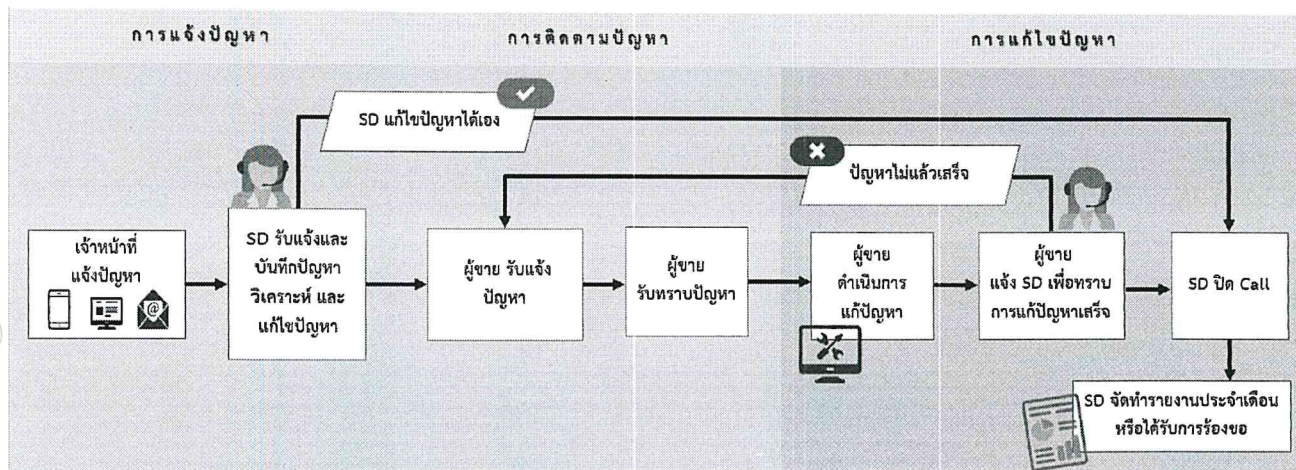 การแจ้งปัญหา
การติดตามปัญหา
การแก้ไขปัญหา
SD แก้ไขปัญหาได้เอง
ปัญหาไม่แล้วเสร็จ
เจ้าหน้าที่
แจ้งปัญหา
SD รับแจ้งและ
บันทึกปัญหา
วิเคราะห์ และ
แก้ไขปัญหา
ผู้ขาย รับแจ้ง
ปัญหา
ผู้ขาย
รับทราบปัญหา
ผู้ขาย
ดำเนินการ
แก้ปัญหา
ผู้ขาย
แจ้ง SD เพื่อทราบ
การแก้ปัญหาเสร็จ
SD ปิด Call
SD จัดทำรายงานประจำเดือน
หรือได้รับการร้องขอ